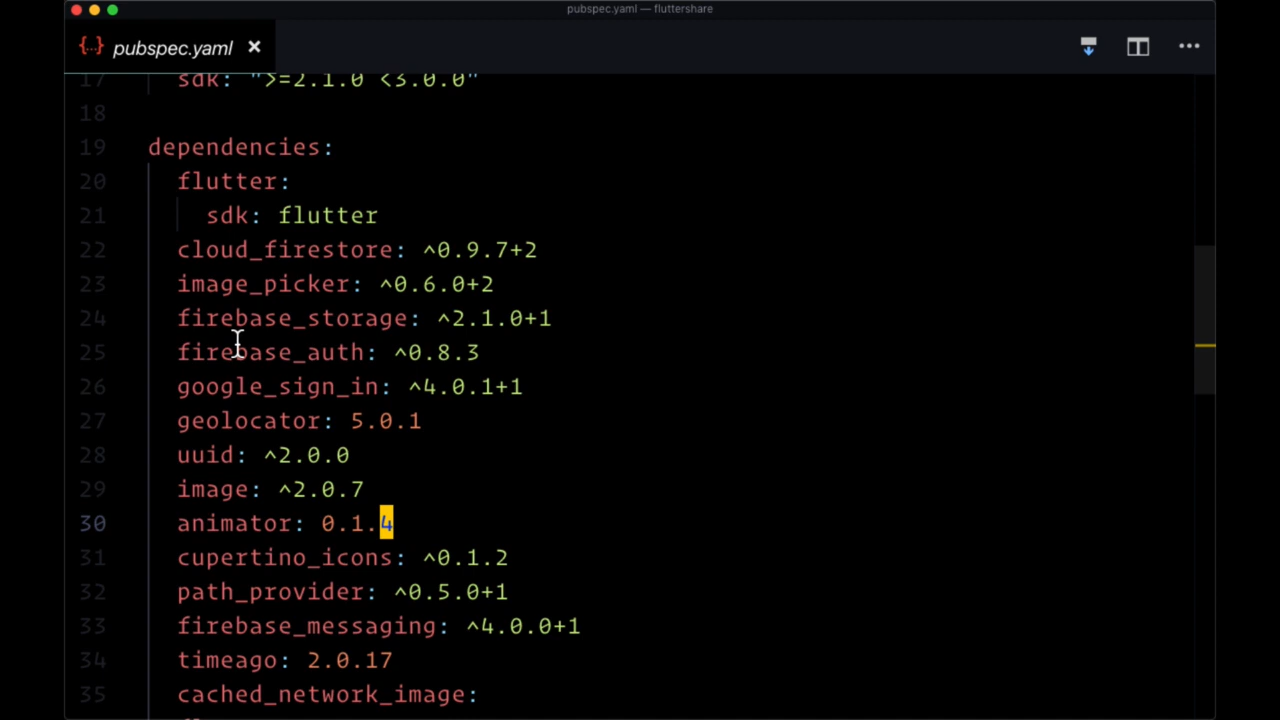 pubspec.yaml — fluttershare
{..} pubspec.yaml ×
17 sdk: ">=2.1.0 <3.0.0"
18
19 dependencies:
20 flutter:
21 sdk: flutter
22 cloud_firestore: ^0.9.7+2
23 image_picker: ^0.6.0+2
24 firebase_storage: ^2.1.0+1
25 firebase_auth: ^0.8.3
26 google_sign_in: ^4.0.1+1
27 geolocator: 5.0.1
28 uuid: ^2.0.0
29 image: ^2.0.7
30 animator: 0.1.4
31 cupertino_icons: ^0.1.2
32 path_provider: ^0.5.0+1
33 firebase_messaging: ^4.0.0+1
34 timeago: 2.0.17
35 cached_network_image: